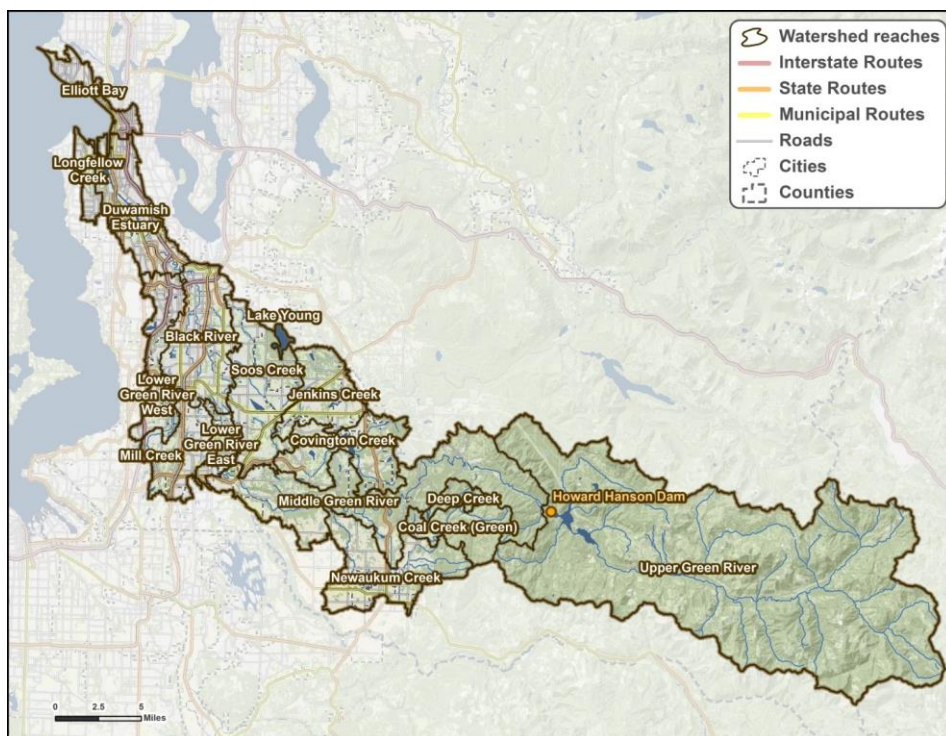 Watershed reaches
Interstate Routes
State Routes
Municipal Routes
Roads
Cities
Counties
Elliott Bay
Longfellow
Creek
Duwamish
Estuary
Lake Young
Black River
Soos Creek
Lower
Green River
West
Jenkins Creek
Lower
Green River
East
Covington Creek
Mill Creek
Middle Green River
Deep Creek
Howard Hanson Dam
Coal Creek (Green)
Upper Green River
Newaukum Creek
0 2.5 5
Miles